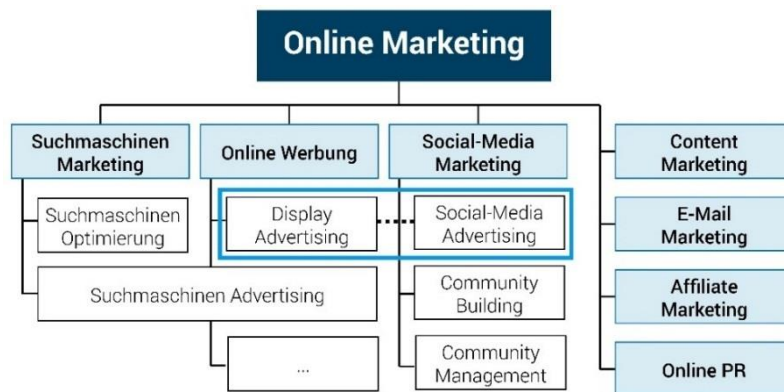 Online Marketing
Suchmaschinen
Marketing
Online Werbung
Social-Media
Marketing
Content
Marketing
Suchmaschinen
Optimierung
Display
Advertising
Social-Media
Advertising
E-Mail
Marketing
Suchmaschinen Advertising
Community
Building
Affiliate
Marketing
...
Community
Management
Online PR